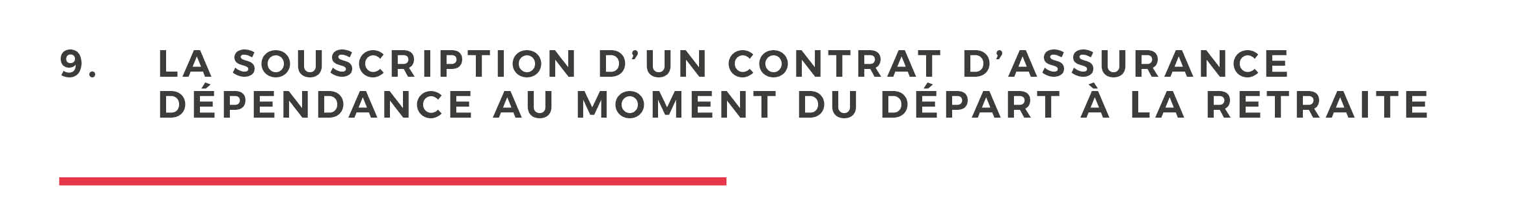 9. LA SOUSCRIPTION D’UN CONTRAT D’ASSURANCE
DÉPENDANCE AU MOMENT DU DÉPART À LA RETRAITE